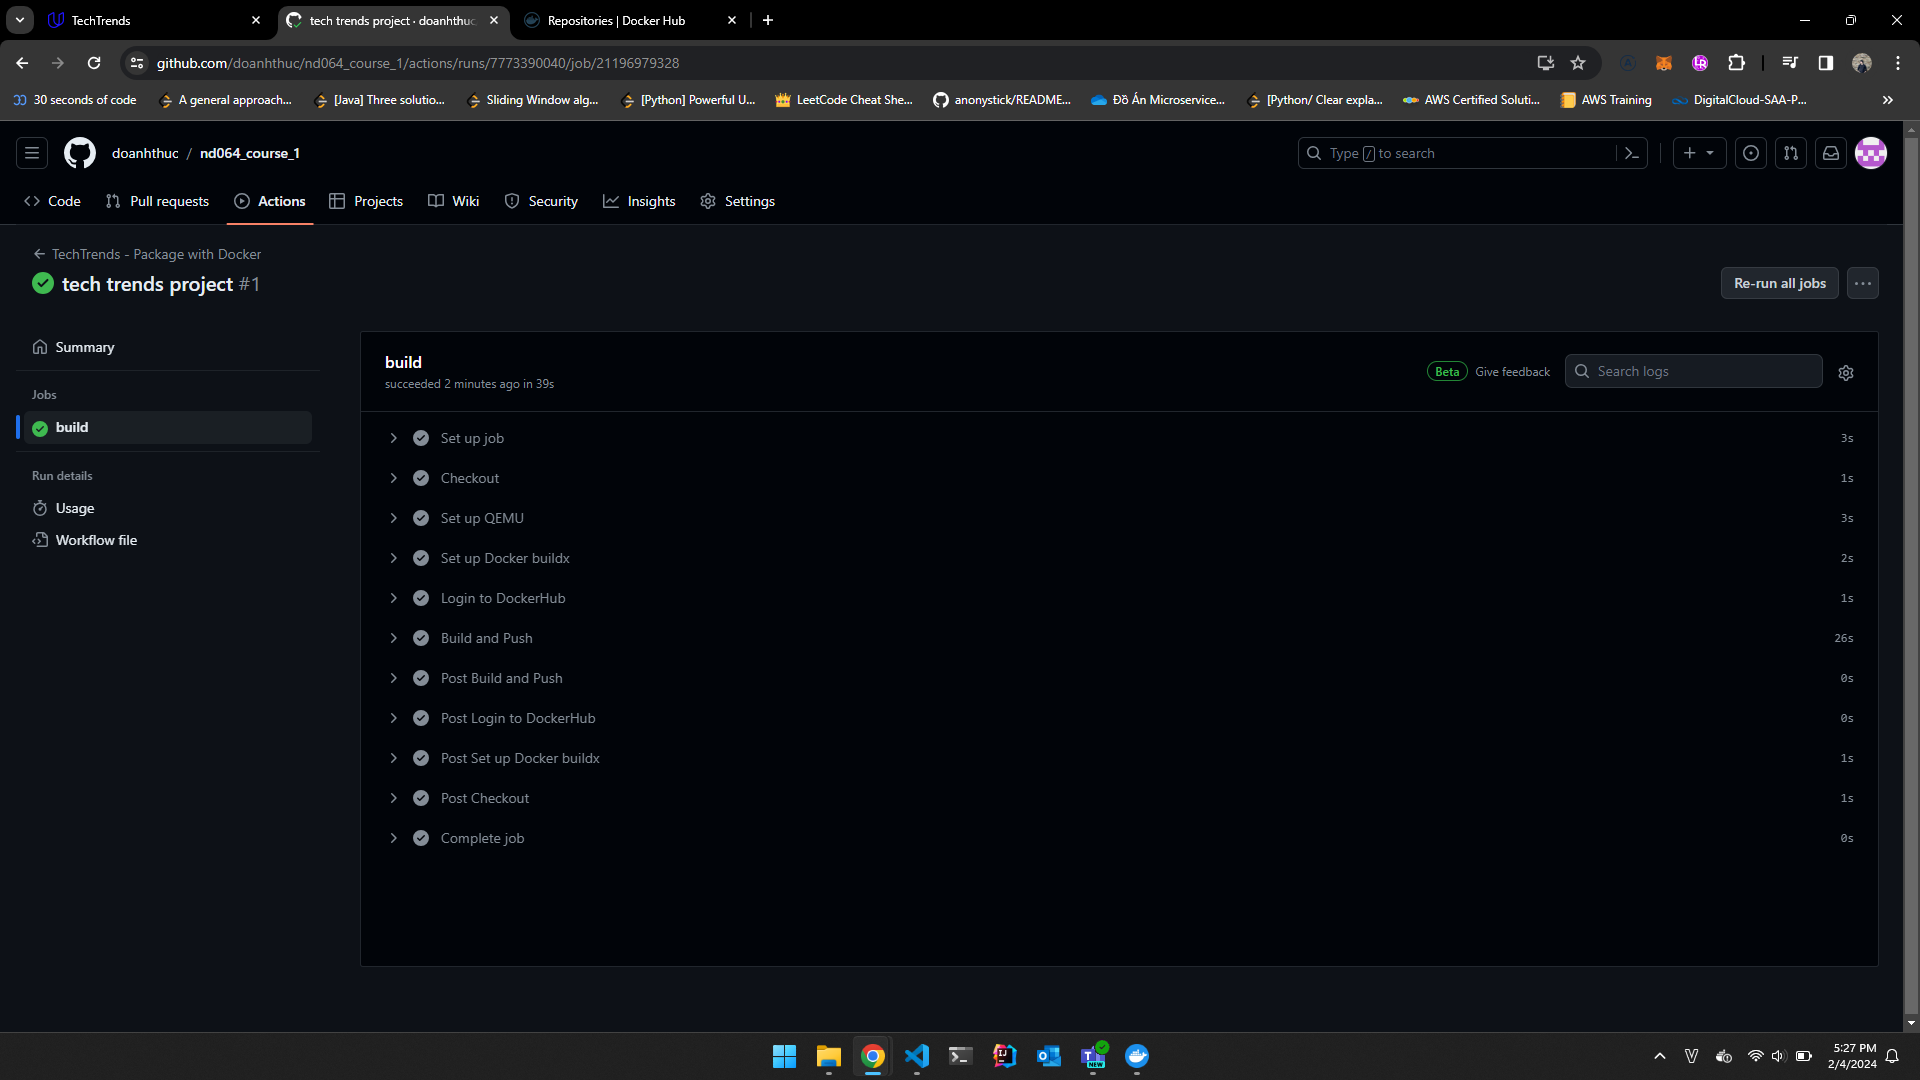 TechTrends
tech trends project · doanhthuc
Repositories | Docker Hub
github.com/doanhthuc/nd064_course_1/actions/runs/7773390040/job/21196979328
30 seconds of code
A general approach...
[Java] Three solutio...
Sliding Window alg...
[Python] Powerful U...
LeetCode Cheat She...
anonystick/README...
Đồ Án Microservice...
[Python/ Clear expla...
AWS Certified Soluti...
AWS Training
DigitalCloud-SAA-P...
doanhthuc / nd064_course_1
Type / to search
Code
Pull requests
Actions
Projects
Wiki
Security
Insights
Settings
TechTrends - Package with Docker
tech trends project #1
Re-run all jobs
Summary
Jobs
build
Run details
Usage
Workflow file
build
succeeded 2 minutes ago in 39s
Beta Give feedback
Search logs
Set up job 3s
Checkout 1s
Set up QEMU 3s
Set up Docker buildx 2s
Login to DockerHub 1s
Build and Push 26s
Post Build and Push 0s
Post Login to DockerHub 0s
Post Set up Docker buildx 1s
Post Checkout 1s
Complete job 0s
5:27 PM
2/4/2024